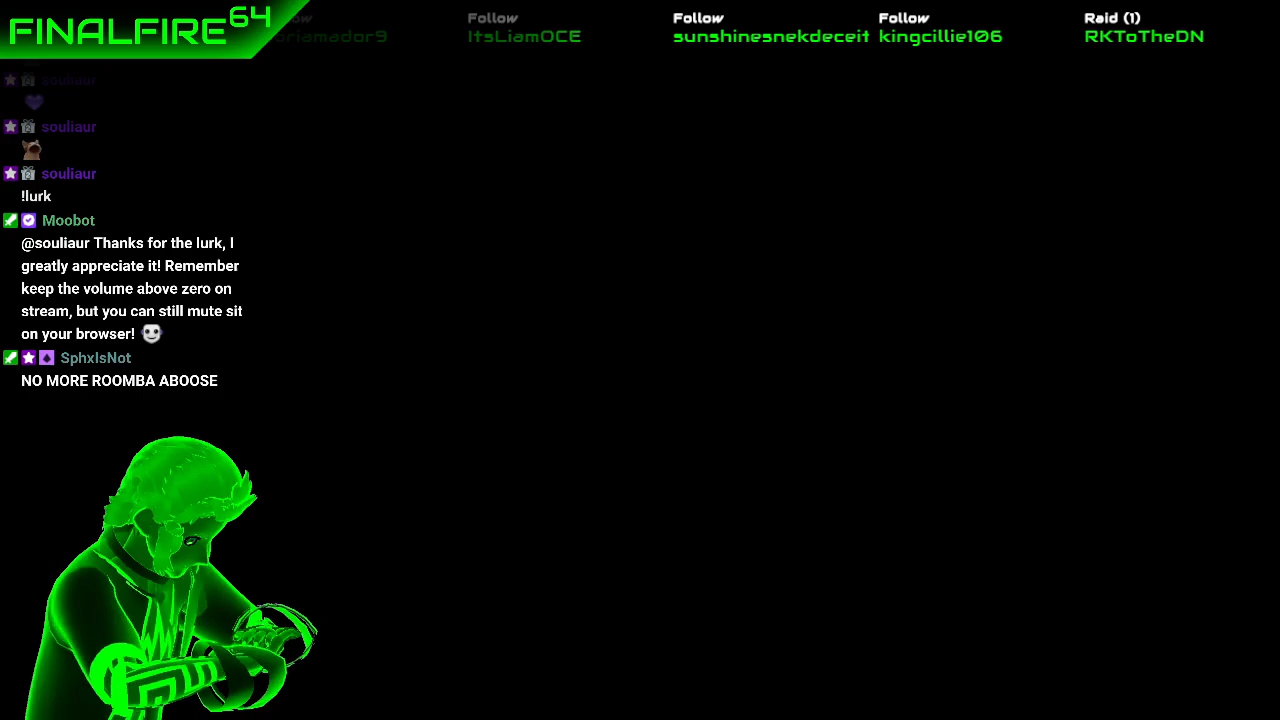 FINALFIRE64
Follow
ItsLiamOCE
Follow
sunshinesnekdeceit
Follow
kingcillie106
Raid (1)
RKToTheDN
souliaur
souliaur
souliaur
!lurk
Moobot
@souliaur Thanks for the lurk, I
greatly appreciate it! Remember
keep the volume above zero on
stream, but you can still mute sit
on your browser!
SphxIsNot
NO MORE ROOMBA ABOOSE